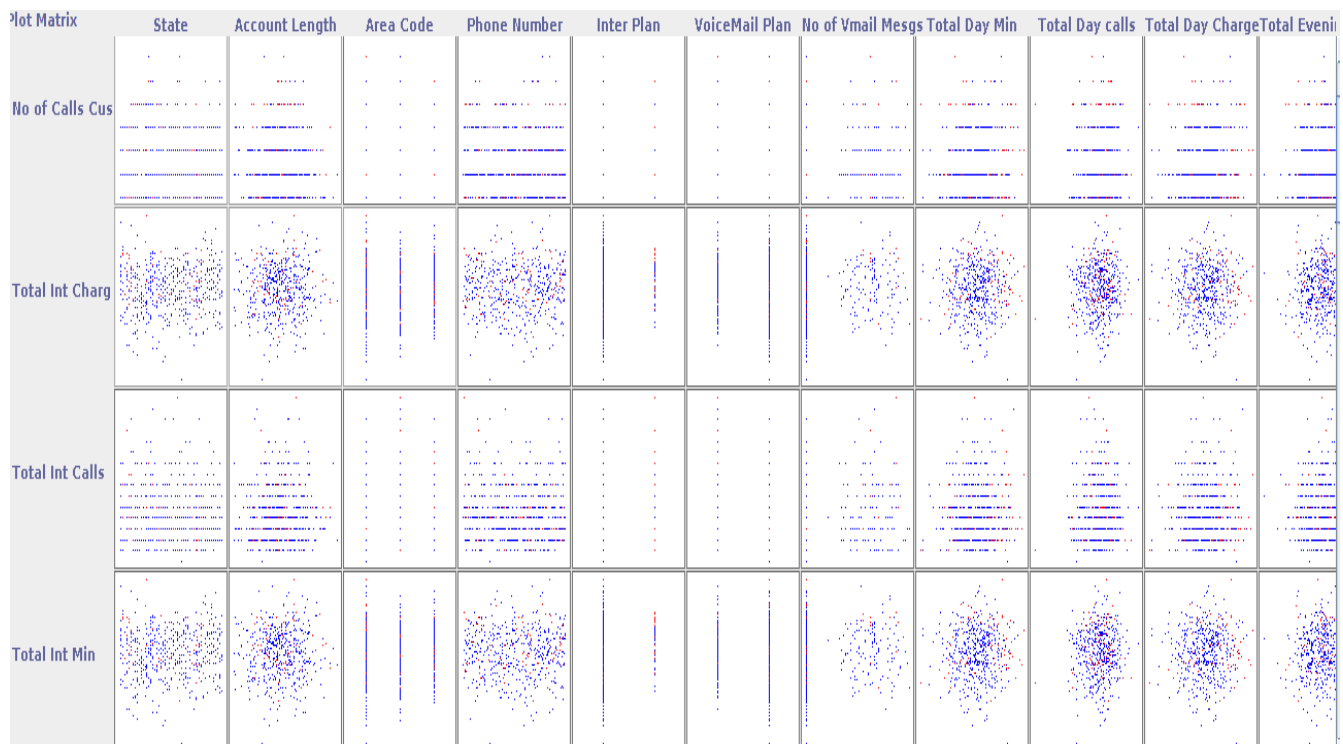 Plot Matrix
State Account Length Area Code Phone Number Inter Plan VoiceMail Plan No of Vmail Mesgs Total Day Min Total Day calls Total Day Charge Total Eveni
No of Calls Cus
Total Int Charg
Total Int Calls
Total Int Min